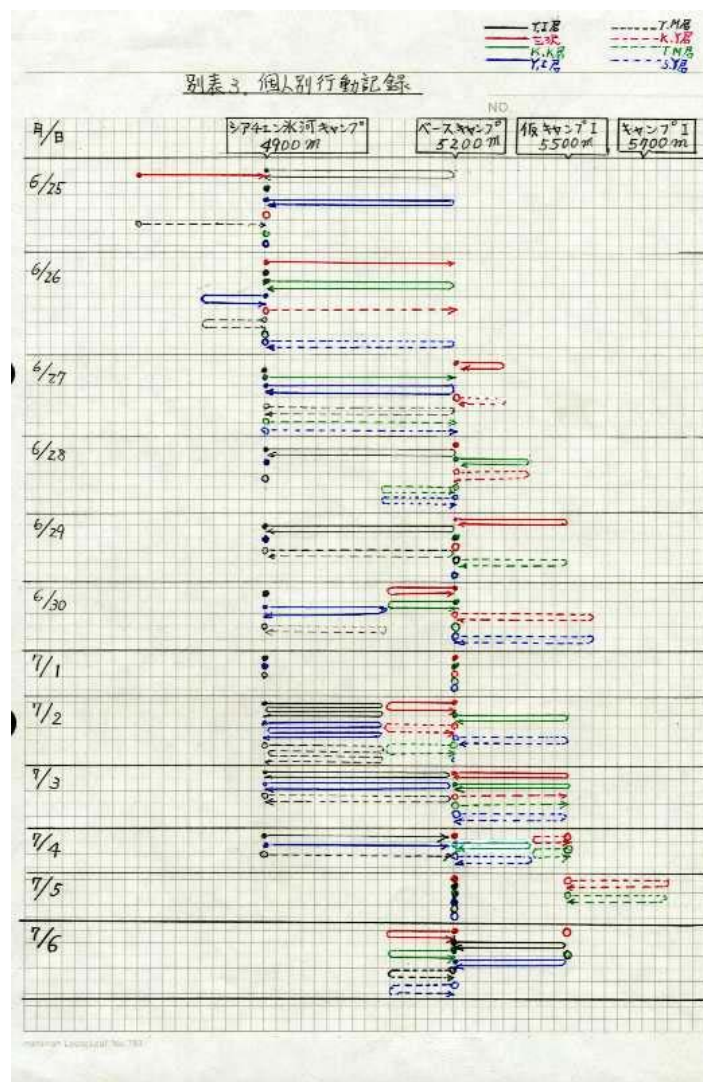 T.I君
三沢
K.K君
Y.I君
T.M君
K.Y君
T.M君
S.Y君
別表3. 個人別行動記録
NO.
月/日
シアチェン氷河キャンプ
4900m
ベースキャンプ
5200m
仮キャンプI
5500m
キャンプI
5700m
6/25
6/26
6/27
6/28
6/29
6/30
7/1
7/2
7/3
7/4
7/5
7/6